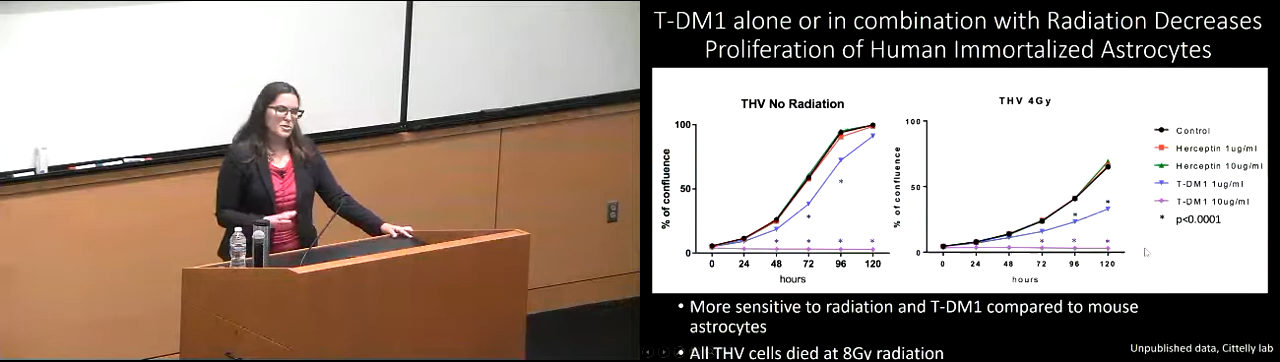 T-DM1 alone or in combination with Radiation Decreases
Proliferation of Human Immortalized Astrocytes
THV No Radiation
% of confluence
100
50
0
0 24 48 72 96 120
hours
THV 4Gy
% of confluence
100
50
0
0 24 48 72 96 120
hours
Control
Herceptin 1ug/ml
Herceptin 10ug/ml
T-DM1 1ug/ml
T-DM1 10ug/ml
* p<0.0001
• More sensitive to radiation and T-DM1 compared to mouse
astrocytes
• All THV cells died at 8Gy radiation
Unpublished data, Cittelly lab